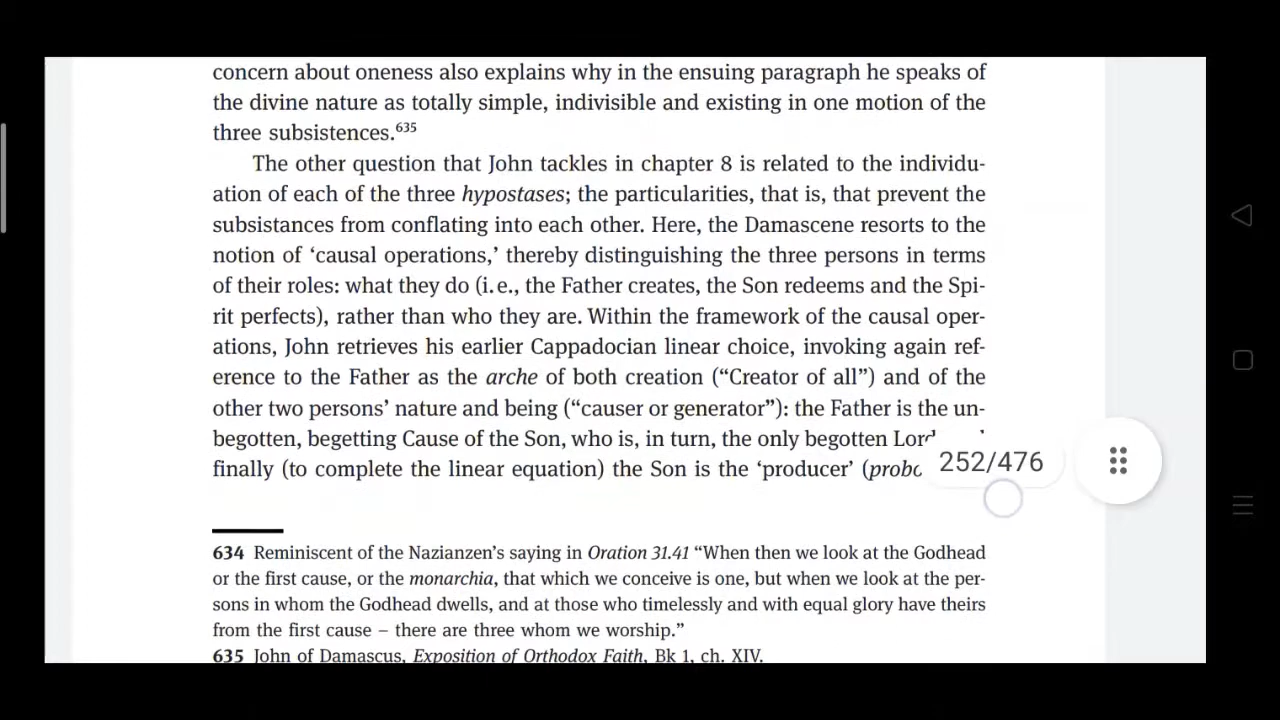 concern about oneness also explains why in the ensuing paragraph he speaks of
the divine nature as totally simple, indivisible and existing in one motion of the
three subsistences.635
The other question that John tackles in chapter 8 is related to the individu-
ation of each of the three hypostases; the particularities, that is, that prevent the
subsistances from conflating into each other. Here, the Damascene resorts to the
notion of ‘causal operations,’ thereby distinguishing the three persons in terms
of their roles: what they do (i.e., the Father creates, the Son redeems and the Spi-
rit perfects), rather than who they are. Within the framework of the causal oper-
ations, John retrieves his earlier Cappadocian linear choice, invoking again ref-
erence to the Father as the arche of both creation (“Creator of all”) and of the
other two persons’ nature and being (“causer or generator”): the Father is the un-
begotten, begetting Cause of the Son, who is, in turn, the only begotten Lord
finally (to complete the linear equation) the Son is the ‘producer’ (probo
252/476
634 Reminiscent of the Nazianzen’s saying in Oration 31.41 “When then we look at the Godhead
or the first cause, or the monarchia, that which we conceive is one, but when we look at the per-
sons in whom the Godhead dwells, and at those who timelessly and with equal glory have theirs
from the first cause – there are three whom we worship.”
635 John of Damascus, Exposition of Orthodox Faith, Bk 1, ch. XIV.